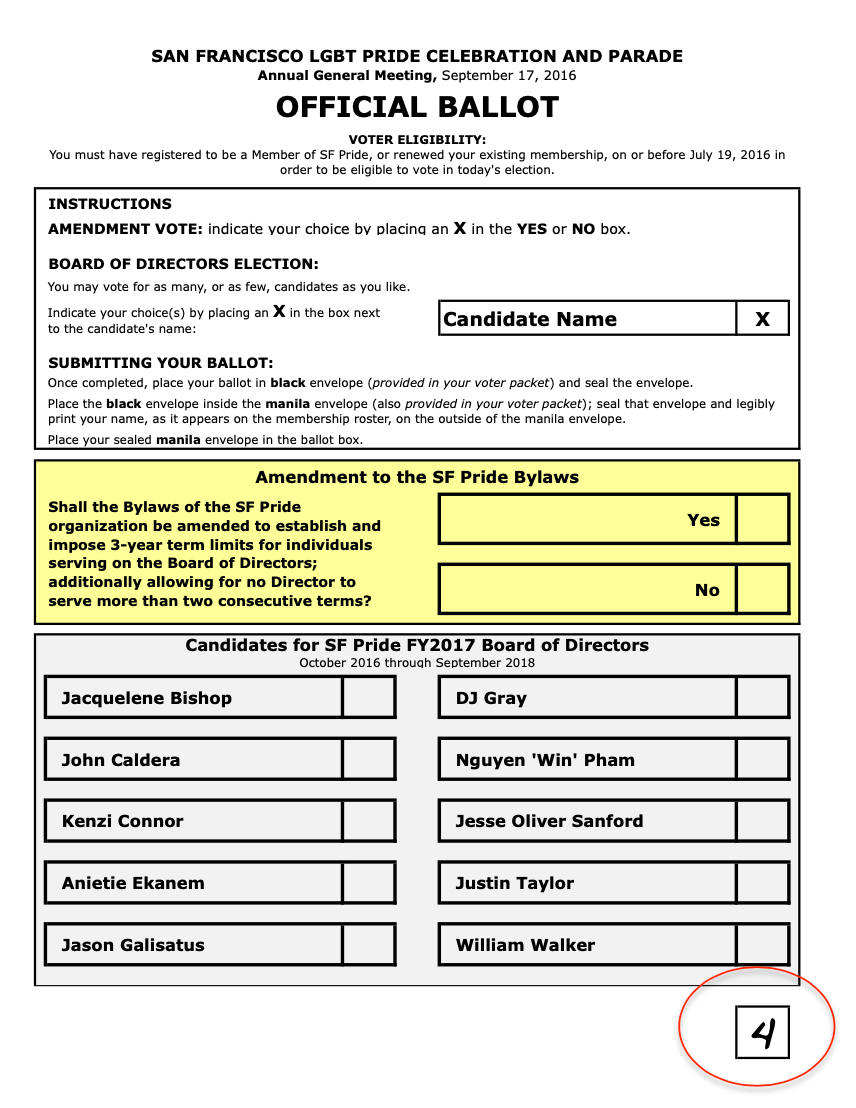 SAN FRANCISCO LGBT PRIDE CELEBRATION AND PARADE
Annual General Meeting, September 17, 2016
OFFICIAL BALLOT
VOTER ELIGIBILITY:
You must have registered to be a Member of SF Pride, or renewed your existing membership, on or before July 19, 2016 in
order to be eligible to vote in today's election.
INSTRUCTIONS
AMENDMENT VOTE: indicate your choice by placing an X in the YES or NO box.
BOARD OF DIRECTORS ELECTION:
You may vote for as many, or as few, candidates as you like.
Indicate your choice(s) by placing an X in the box next
to the candidate's name:
Candidate Name X
SUBMITTING YOUR BALLOT:
Once completed, place your ballot in black envelope (provided in your voter packet) and seal the envelope.
Place the black envelope inside the manila envelope (also provided in your voter packet); seal that envelope and legibly
print your name, as it appears on the membership roster, on the outside of the manila envelope.
Place your sealed manila envelope in the ballot box.
Amendment to the SF Pride Bylaws
Shall the Bylaws of the SF Pride
organization be amended to establish and
impose 3-year term limits for individuals
serving on the Board of Directors;
additionally allowing for no Director to
serve more than two consecutive terms?
Yes
No
Candidates for SF Pride FY2017 Board of Directors
October 2016 through September 2018
Jacquelene Bishop
John Caldera
Kenzi Connor
Anietie Ekanem
Jason Galisatus
DJ Gray
Nguyen 'Win' Pham
Jesse Oliver Sanford
Justin Taylor
William Walker
4